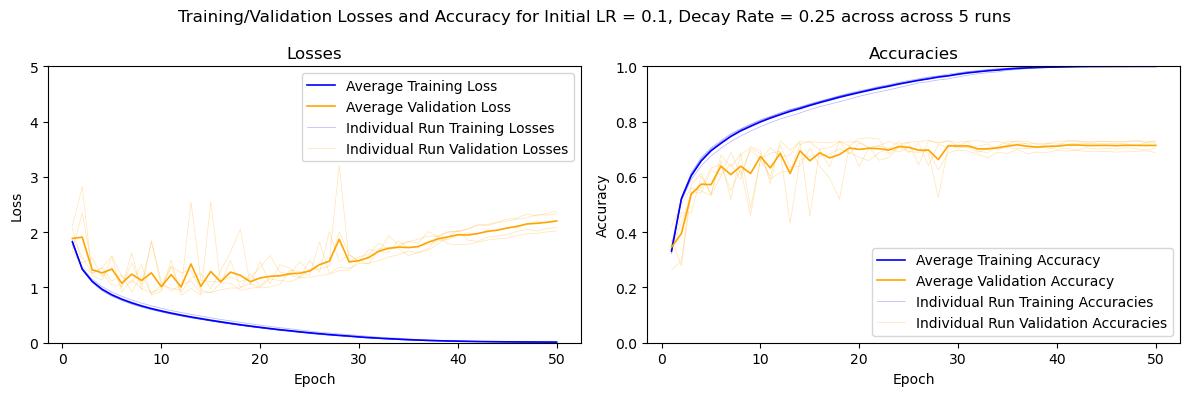 Training/Validation Losses and Accuracy for Initial LR = 0.1, Decay Rate = 0.25 across across 5 runs
Losses
5
4
3
2
1
0
Loss
Average Training Loss
Average Validation Loss
Individual Run Training Losses
Individual Run Validation Losses
0 10 20 30 40 50
Epoch
Accuracies
1.0
0.8
0.6
0.4
0.2
0.0
Accuracy
Average Training Accuracy
Average Validation Accuracy
Individual Run Training Accuracies
Individual Run Validation Accuracies
0 10 20 30 40 50
Epoch